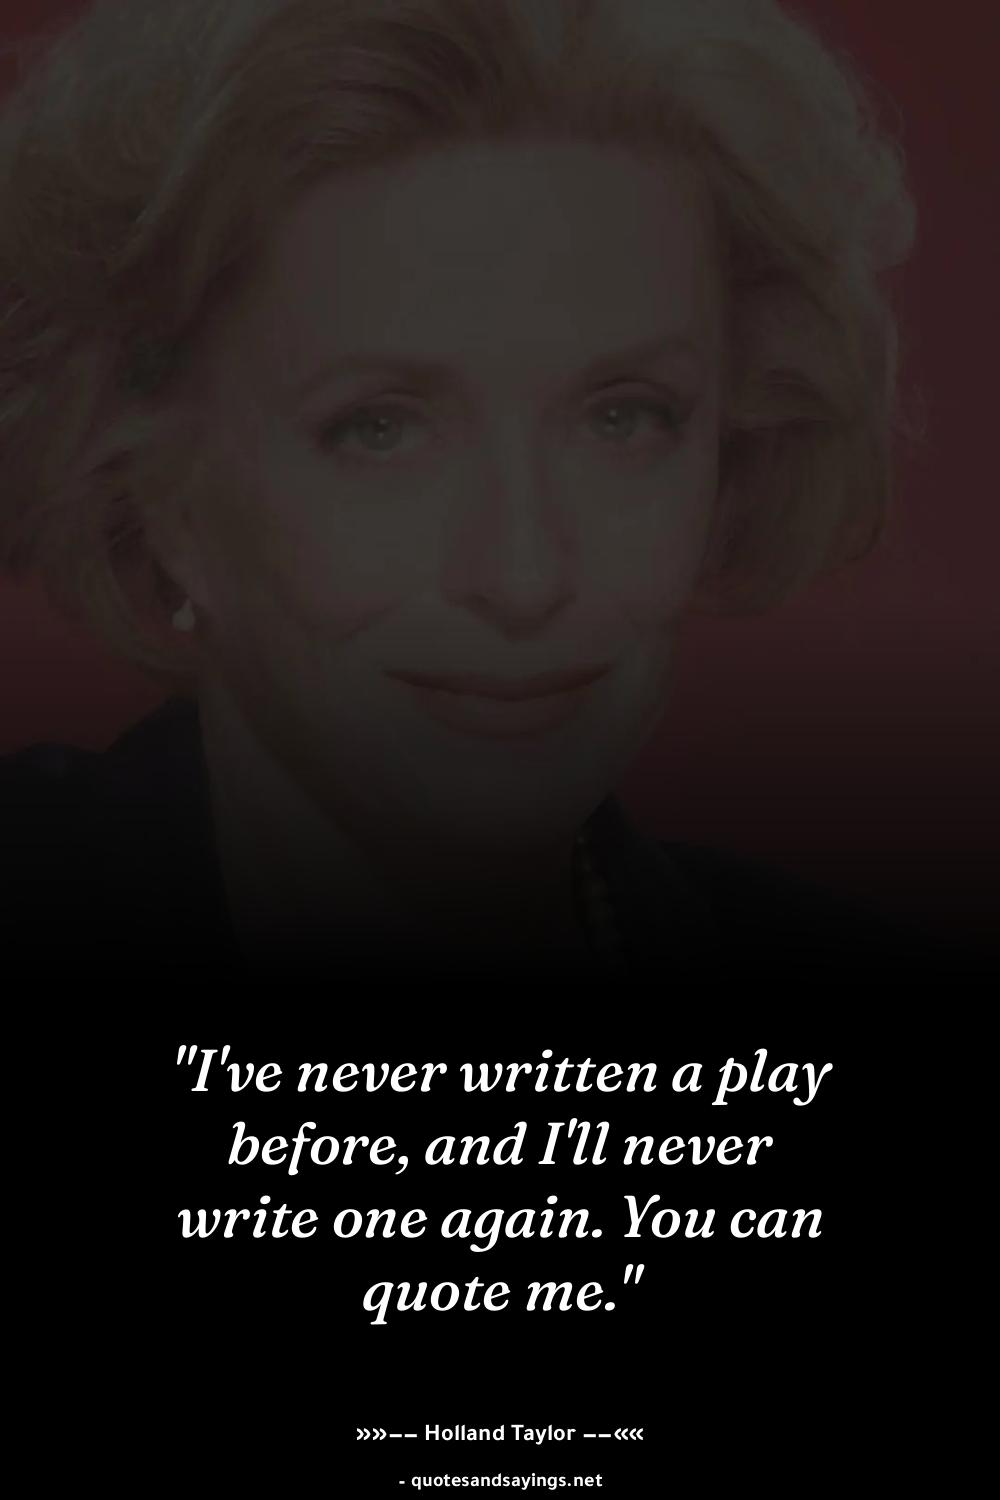 "I've never written a play
before, and I'll never
write one again. You can
quote me."
»»−− Holland Taylor −−««
- quotesandsayings.net